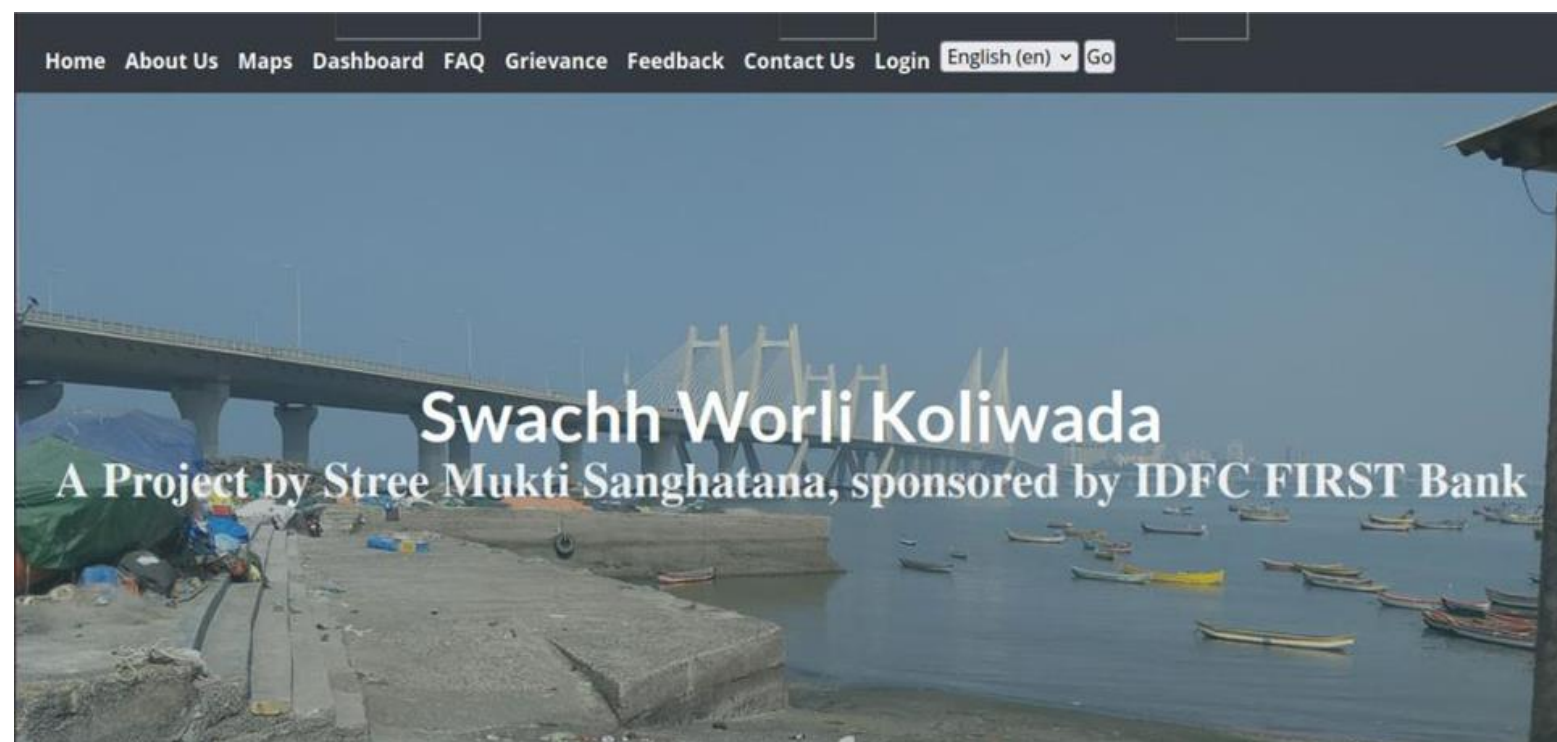 Home About Us Maps Dashboard FAQ Grievance Feedback Contact Us Login English (en) Go
Swachh Worli Koliwada
A Project by Stree Mukti Sanghatana, sponsored by IDFC FIRST Bank